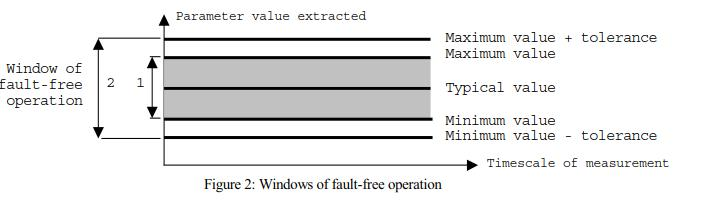 Parameter value extracted
Maximum value + tolerance
Maximum value
Window of
fault-free
operation
2
1
Typical value
Minimum value
Minimum value - tolerance
Timescale of measurement
Figure 2: Windows of fault-free operation